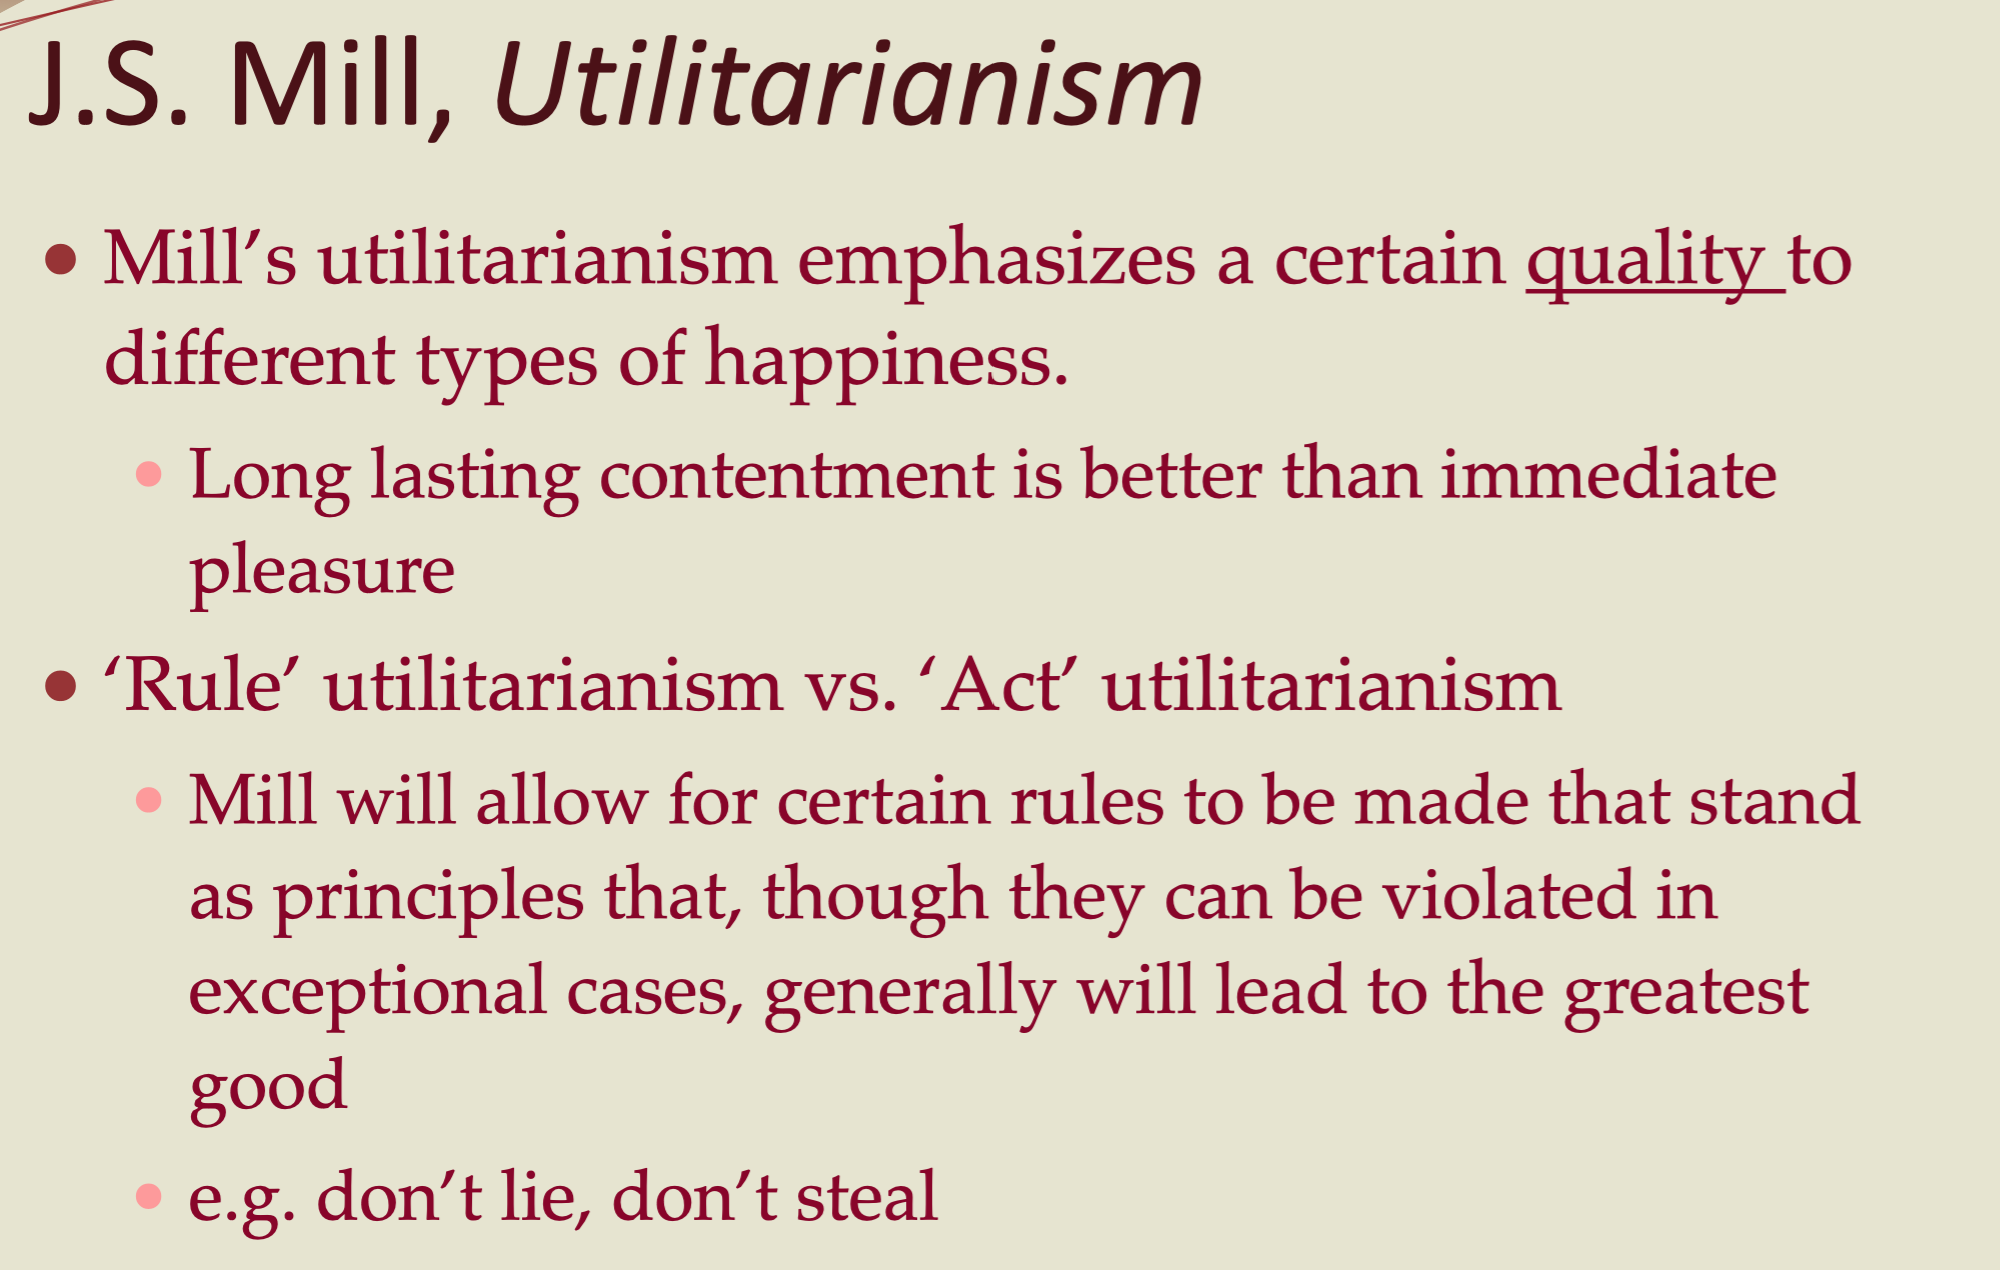 J.S. Mill, Utilitarianism
• Mill’s utilitarianism emphasizes a certain quality to
different types of happiness.
• Long lasting contentment is better than immediate
pleasure
• ‘Rule’ utilitarianism vs. ‘Act’ utilitarianism
• Mill will allow for certain rules to be made that stand
as principles that, though they can be violated in
exceptional cases, generally will lead to the greatest
good
• e.g. don’t lie, don’t steal